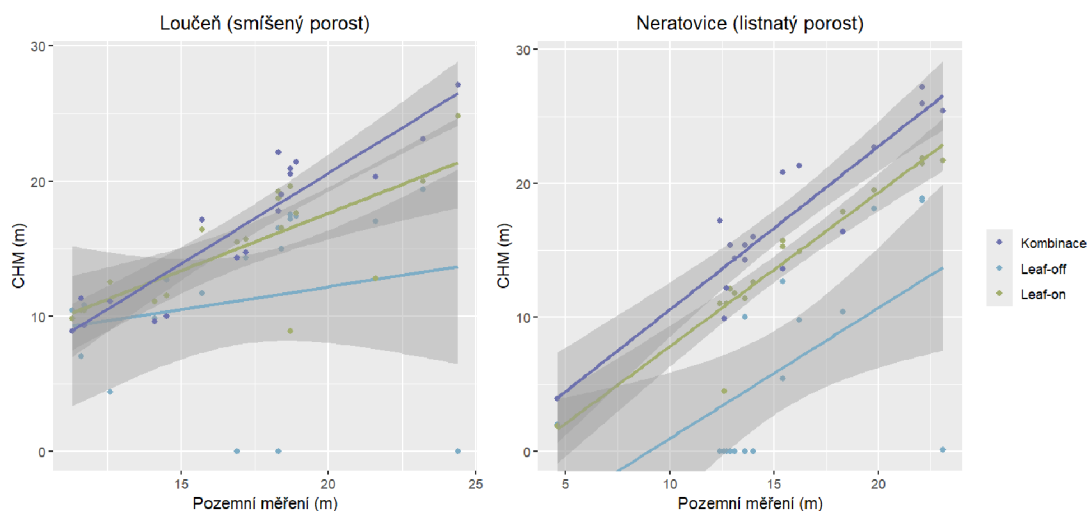 Loučeň (smíšený porost)
Neratovice (listnatý porost)
CHM (m)
30
20
10
0
15
20
25
Pozemní měření (m)
CHM (m)
30
20
10
0
5
10
15
20
Pozemní měření (m)
Kombinace
Leaf-off
Leaf-on